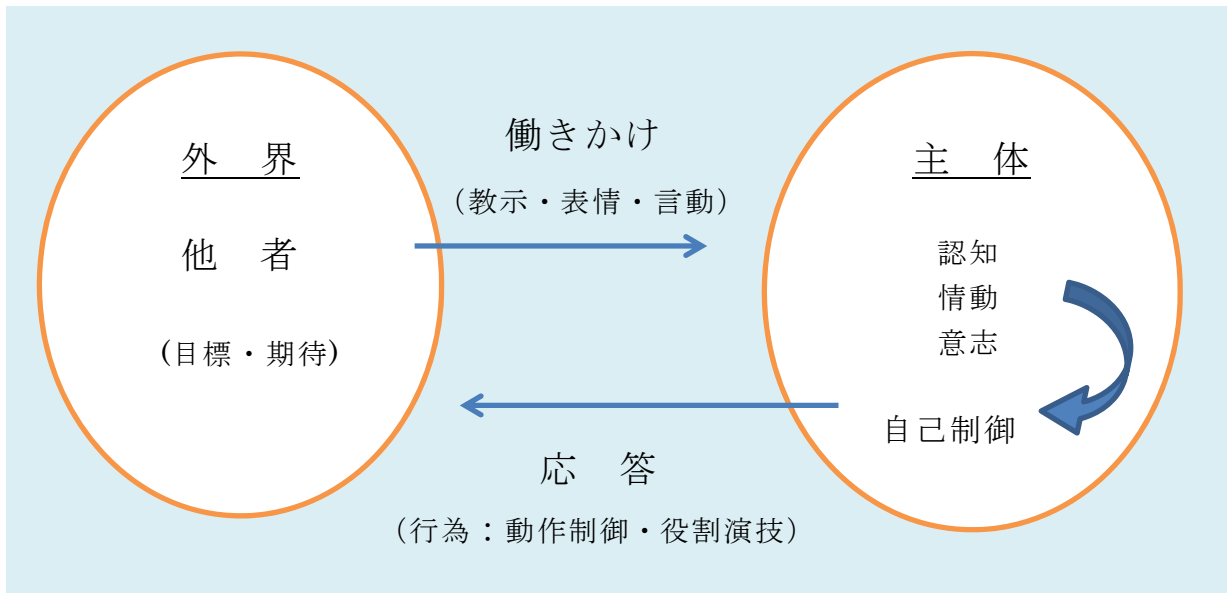 外　界
他　者
(目標・期待)
働きかけ
（教示・表情・言動）
主　体
認知
情動
意志
自己制御
応　答
（行為：動作制御・役割演技）